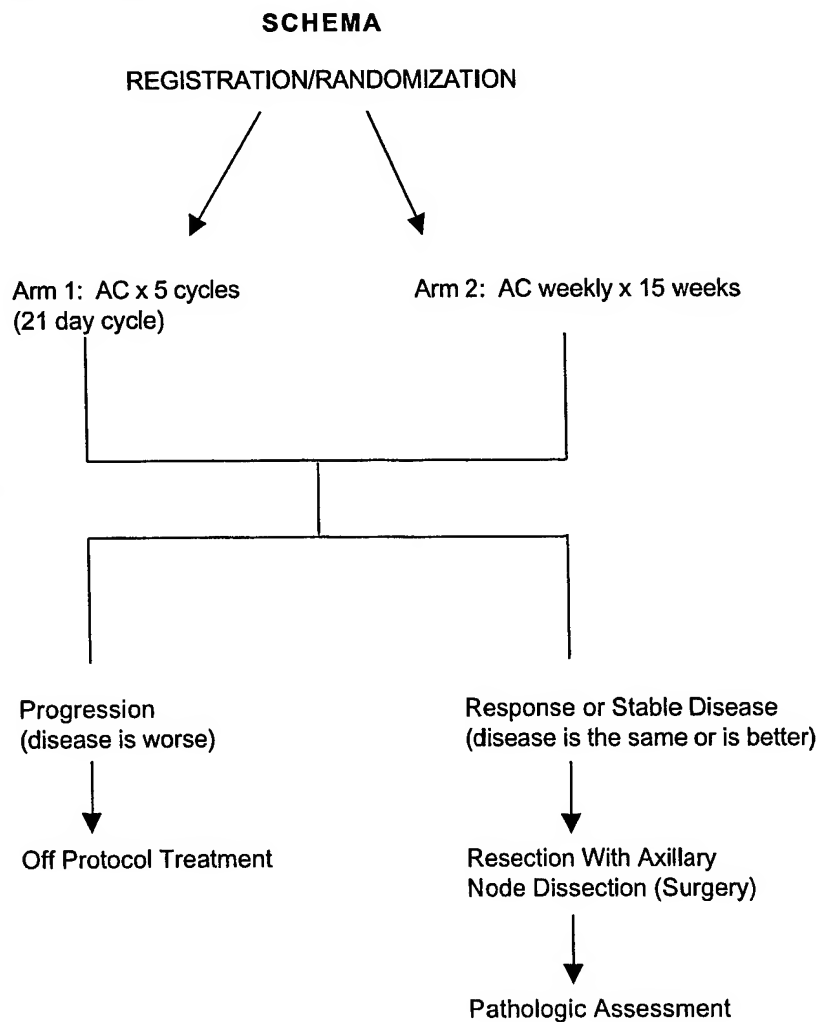 SCHEMA
REGISTRATION/RANDOMIZATION
Arm 1: AC x 5 cycles
(21 day cycle)
Arm 2: AC weekly x 15 weeks
Progression
(disease is worse)
Response or Stable Disease
(disease is the same or is better)
Off Protocol Treatment
Resection With Axillary
Node Dissection (Surgery)
Pathologic Assessment